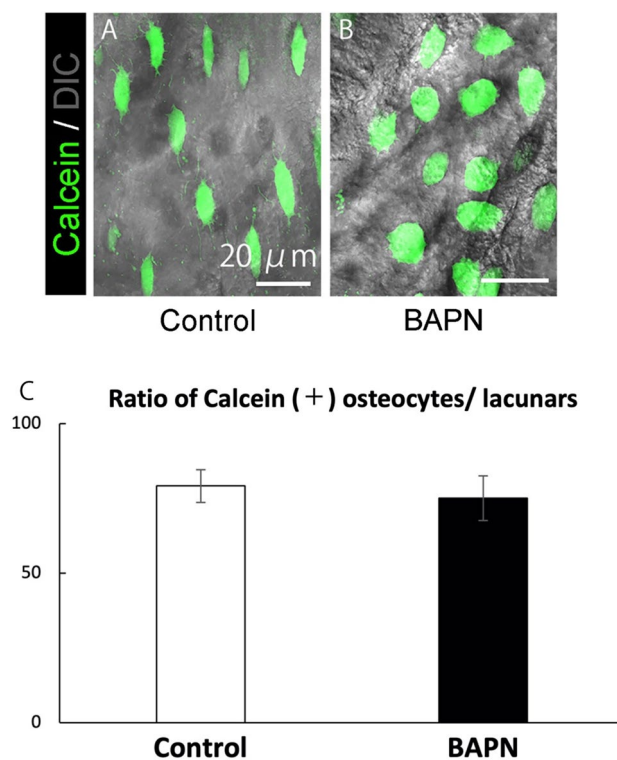 Calcein / DIC
A
B
20 μm
Control
BAPN
C
Ratio of Calcein (+) osteocytes/ lacunars
100
50
0
Control
BAPN